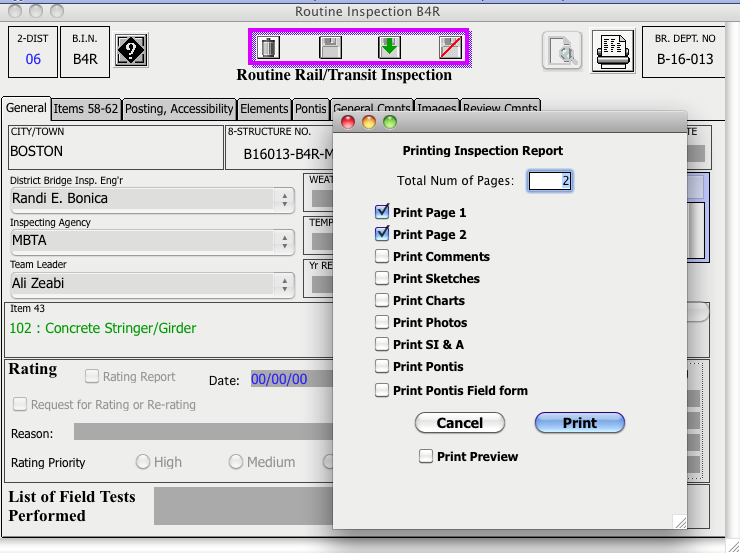 Routine Inspection B4R
2-DIST
06
B.I.N.
B4R
Routine Rail/Transit Inspection
BR. DEPT. NO
B-16-013
General
Items 58-62
Posting, Accessibility
Elements
Pontis
General Cmnts
Images
Review Cmnts
CITY/TOWN
BOSTON
8-STRUCTURE NO.
B16013-B4R-M
District Bridge Insp. Eng'r
Randi E. Bonica
Inspecting Agency
MBTA
Team Leader
Ali Zeabi
WEAT
TEMP
Yr RE
TE
Item 43
102 : Concrete Stringer/Girder
Rating
Rating Report
Date:
00/00/00
Request for Rating or Re-rating
Reason:
Rating Priority
High
Medium
List of Field Tests
Performed
Printing Inspection Report
Total Num of Pages:
2
Print Page 1
Print Page 2
Print Comments
Print Sketches
Print Charts
Print Photos
Print SI & A
Print Pontis
Print Pontis Field form
Cancel
Print
Print Preview